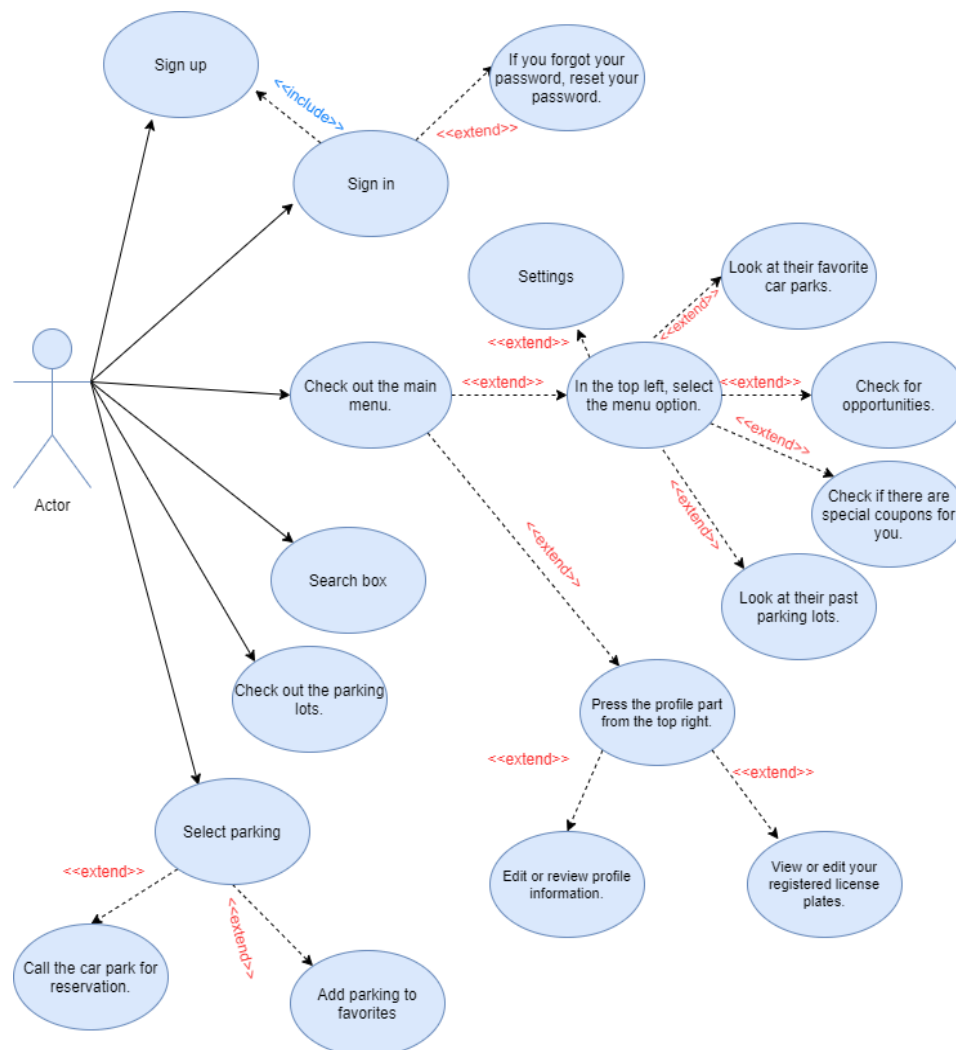 Sign up
<<include>>
If you forgot your
password, reset your
password.
<<extend>>
Sign in
Settings
<<extend>>
Look at their favorite
car parks.
<<extend>>
Check out the main
menu.
<<extend>>
In the top left, select
the menu option.
<<extend>>
Check for
opportunities.
<<extend>>
Check if there are
special coupons for
you.
<<extend>>
Look at their past
parking lots.
Actor
<<extend>>
Search box
Check out the parking
lots.
Press the profile part
from the top right.
<<extend>>
<<extend>>
Edit or review profile
information.
View or edit your
registered license
plates.
Select parking
<<extend>>
<<extend>>
Call the car park for
reservation.
Add parking to
favorites